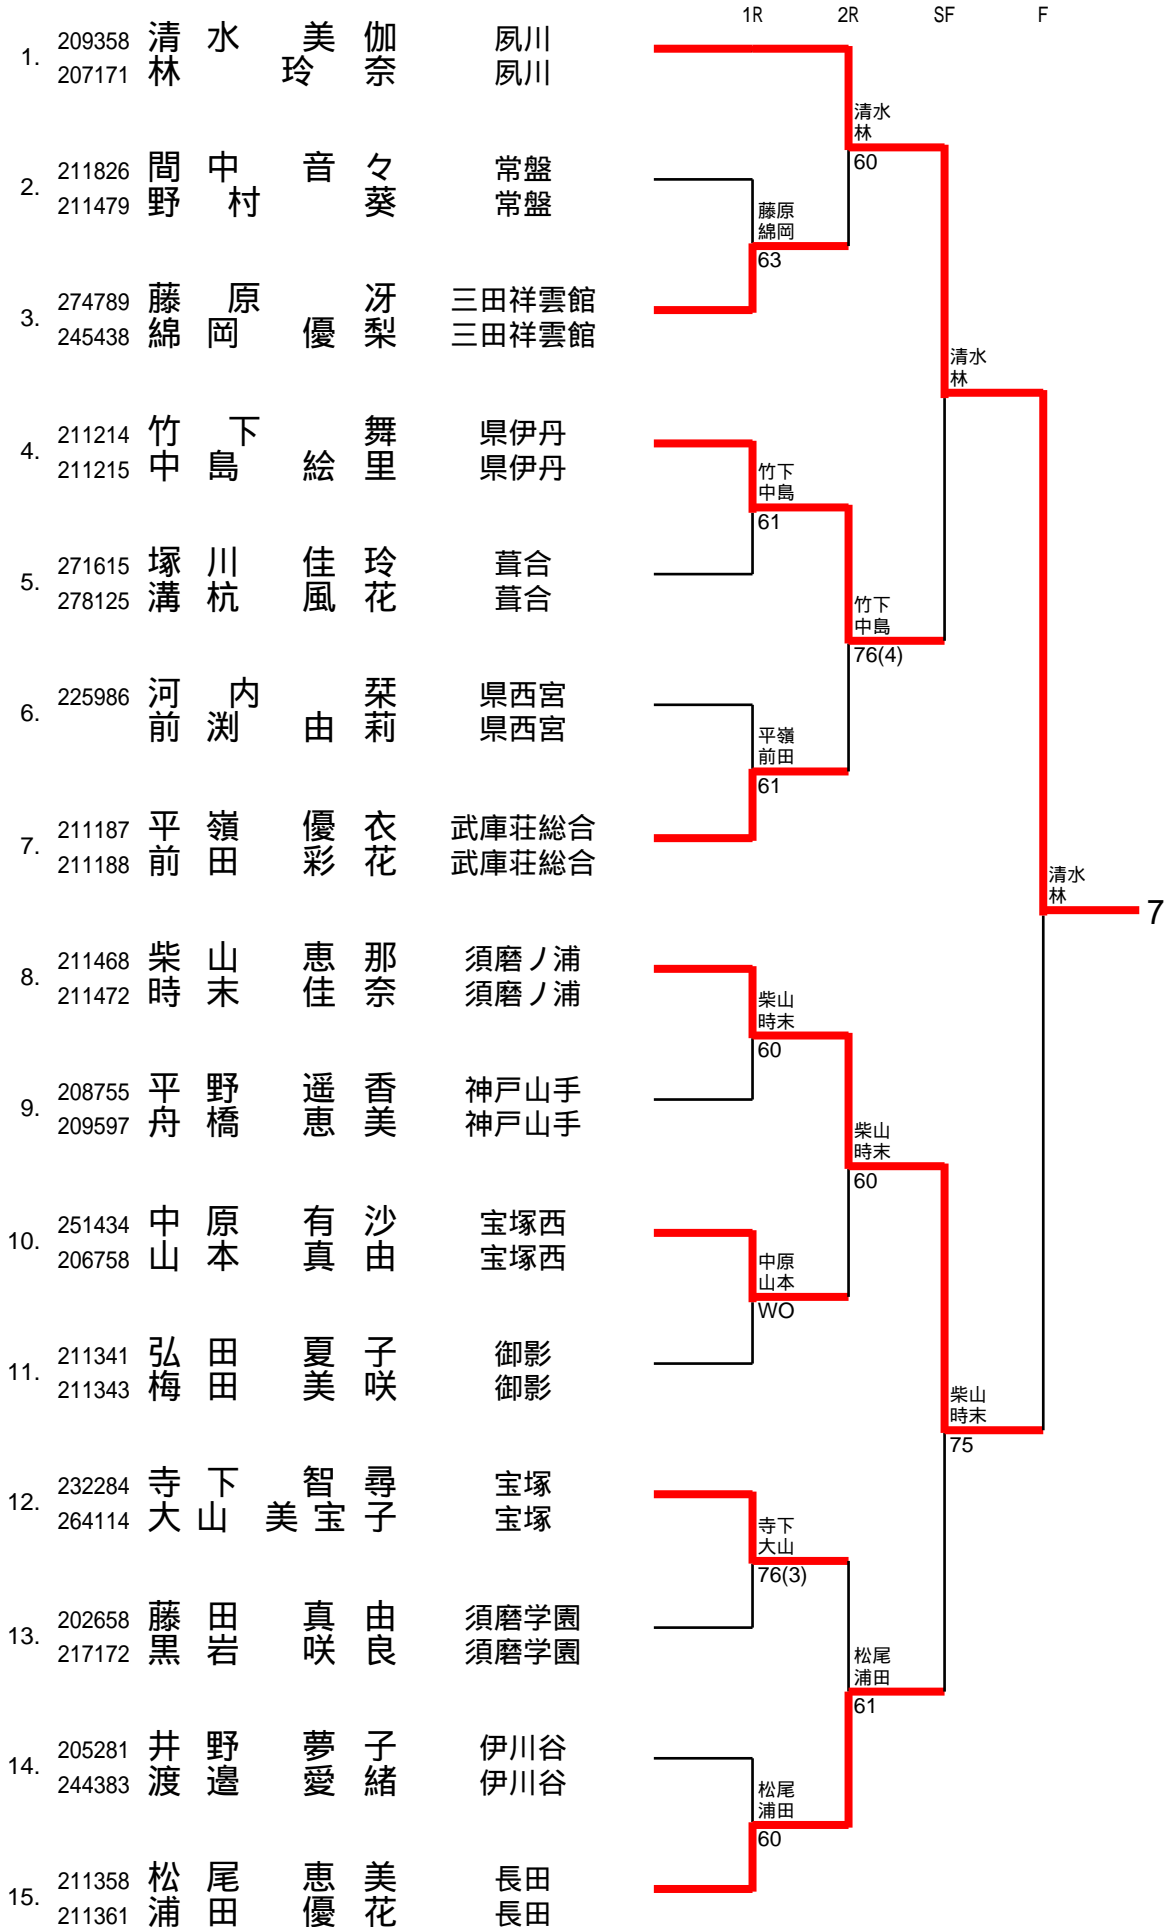 1R 2R SF F
1. 209358 清水 美伽 夙川
207171 林 玲奈 夙川
清水
林
60
2. 211826 間中 音々 常盤
211479 野村 葵 常盤
藤原
綿岡
63
3. 274789 藤原 冴 三田祥雲館
245438 綿岡 優梨 三田祥雲館
清水
林
4. 211214 竹下 舞 県伊丹
211215 中島 絵里 県伊丹
竹下
中島
61
5. 271615 塚川 佳玲 葺合
278125 溝杭 風花 葺合
竹下
中島
76(4)
6. 225986 河内 栞 県西宮
前渕 由莉 県西宮
平嶺
前田
61
7. 211187 平嶺 優衣 武庫荘総合
211188 前田 彩花 武庫荘総合
清水
林
7
8. 211468 柴山 恵那 須磨ノ浦
211472 時末 佳奈 須磨ノ浦
柴山
時末
60
9. 208755 平野 遥香 神戸山手
209597 舟橋 恵美 神戸山手
柴山
時末
60
10. 251434 中原 有沙 宝塚西
206758 山本 真由 宝塚西
中原
山本
WO
11. 211341 弘田 夏子 御影
211343 梅田 美咲 御影
柴山
時末
75
12. 232284 寺下 智尋 宝塚
264114 大山 美宝子 宝塚
寺下
大山
76(3)
13. 202658 藤田 真由 須磨学園
217172 黒岩 咲良 須磨学園
松尾
浦田
61
14. 205281 井野 夢子 伊川谷
244383 渡邉 愛緒 伊川谷
松尾
浦田
60
15. 211358 松尾 恵美 長田
211361 浦田 優花 長田